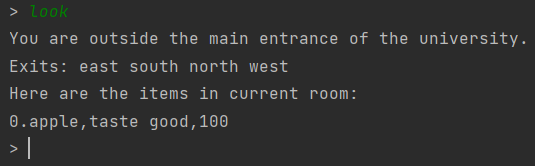 > look
You are outside the main entrance of the university.
Exits: east south north west
Here are the items in current room:
0.apple,taste good,100
>